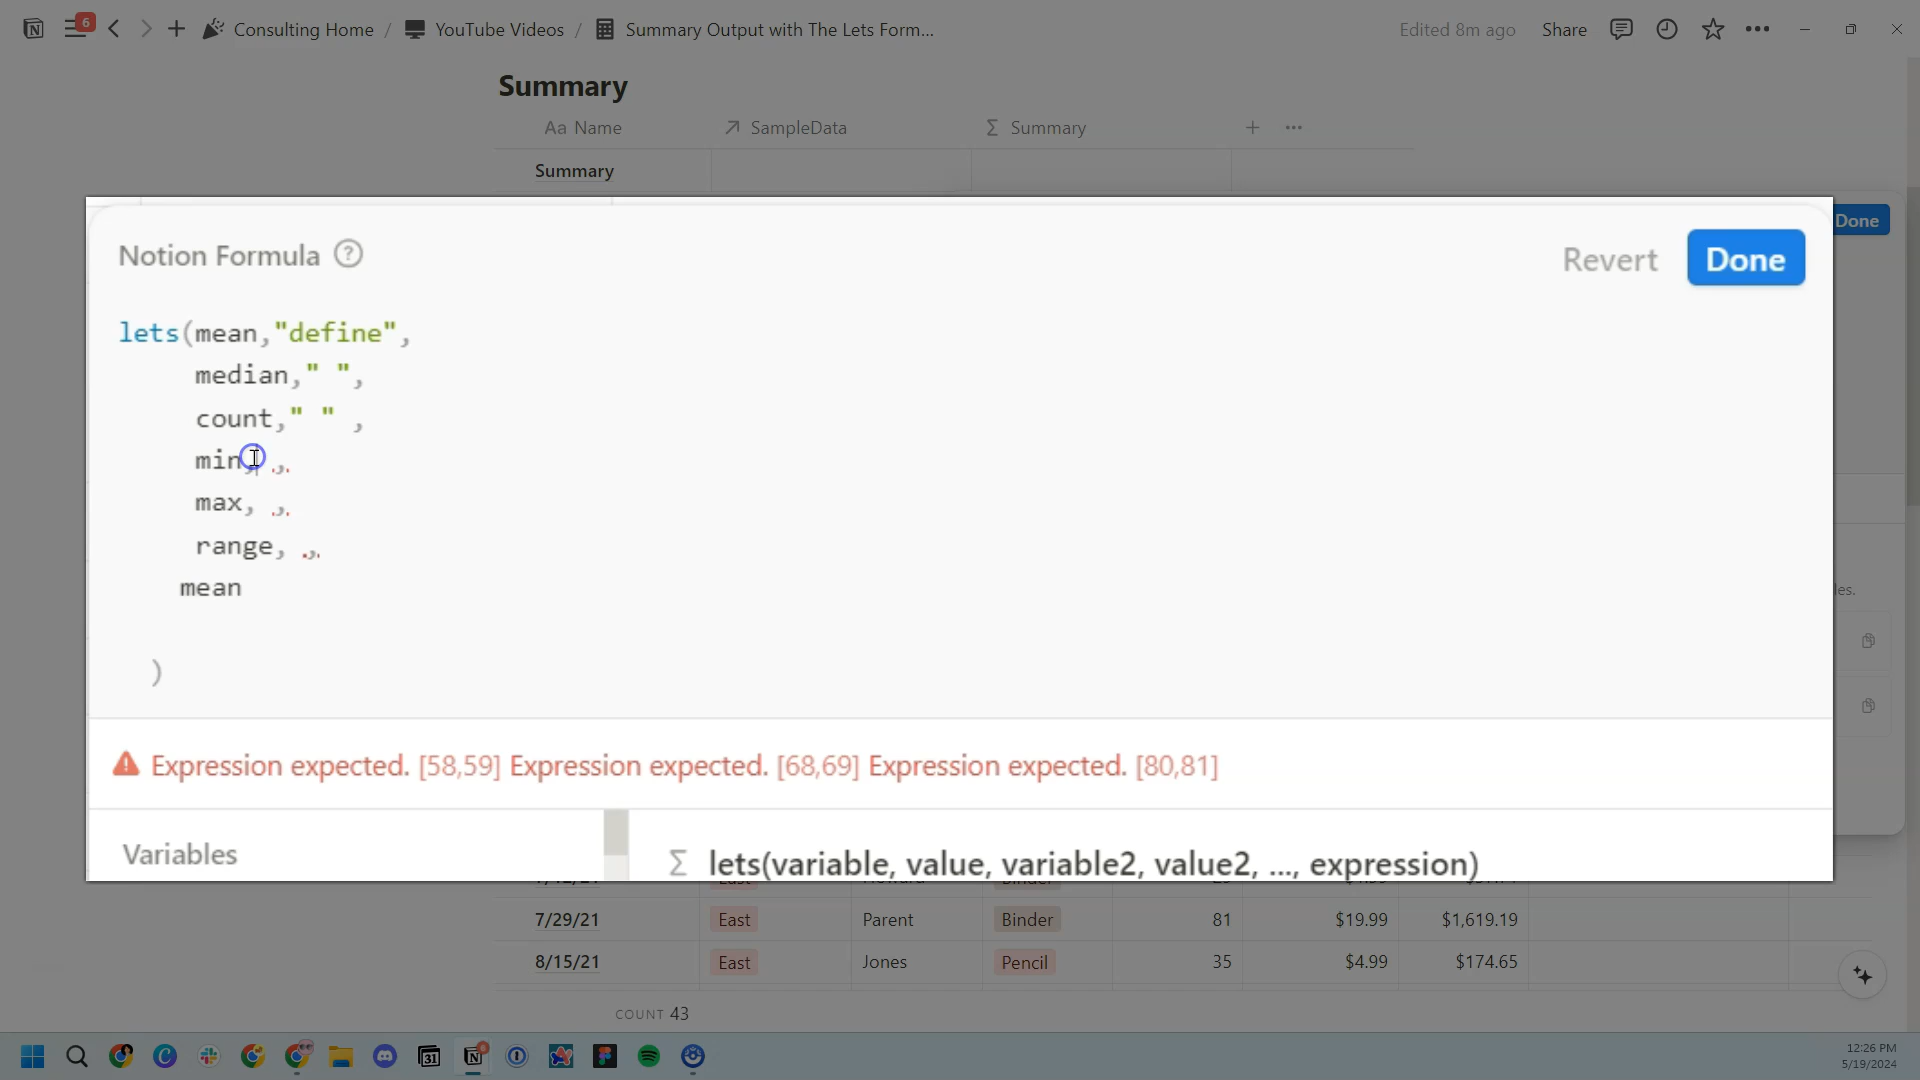 6
Consulting Home / YouTube Videos / Summary Output with The Lets Form...
Edited 8m ago Share
Summary
Aa Name SampleData Σ Summary
Summary
Done
Notion Formula ?
Revert Done
lets(mean,"define",
median," ",
count," " ,
min, ,
max, ,
range, ,
mean
)
les.
Expression expected. [58,59] Expression expected. [68,69] Expression expected. [80,81]
Variables
Σ lets(variable, value, variable2, value2, ..., expression)
7/29/21 East Parent Binder 81 $19.99 $1,619.19
8/15/21 East Jones Pencil 35 $4.99 $174.65
COUNT 43
31
12:26 PM
5/19/2024